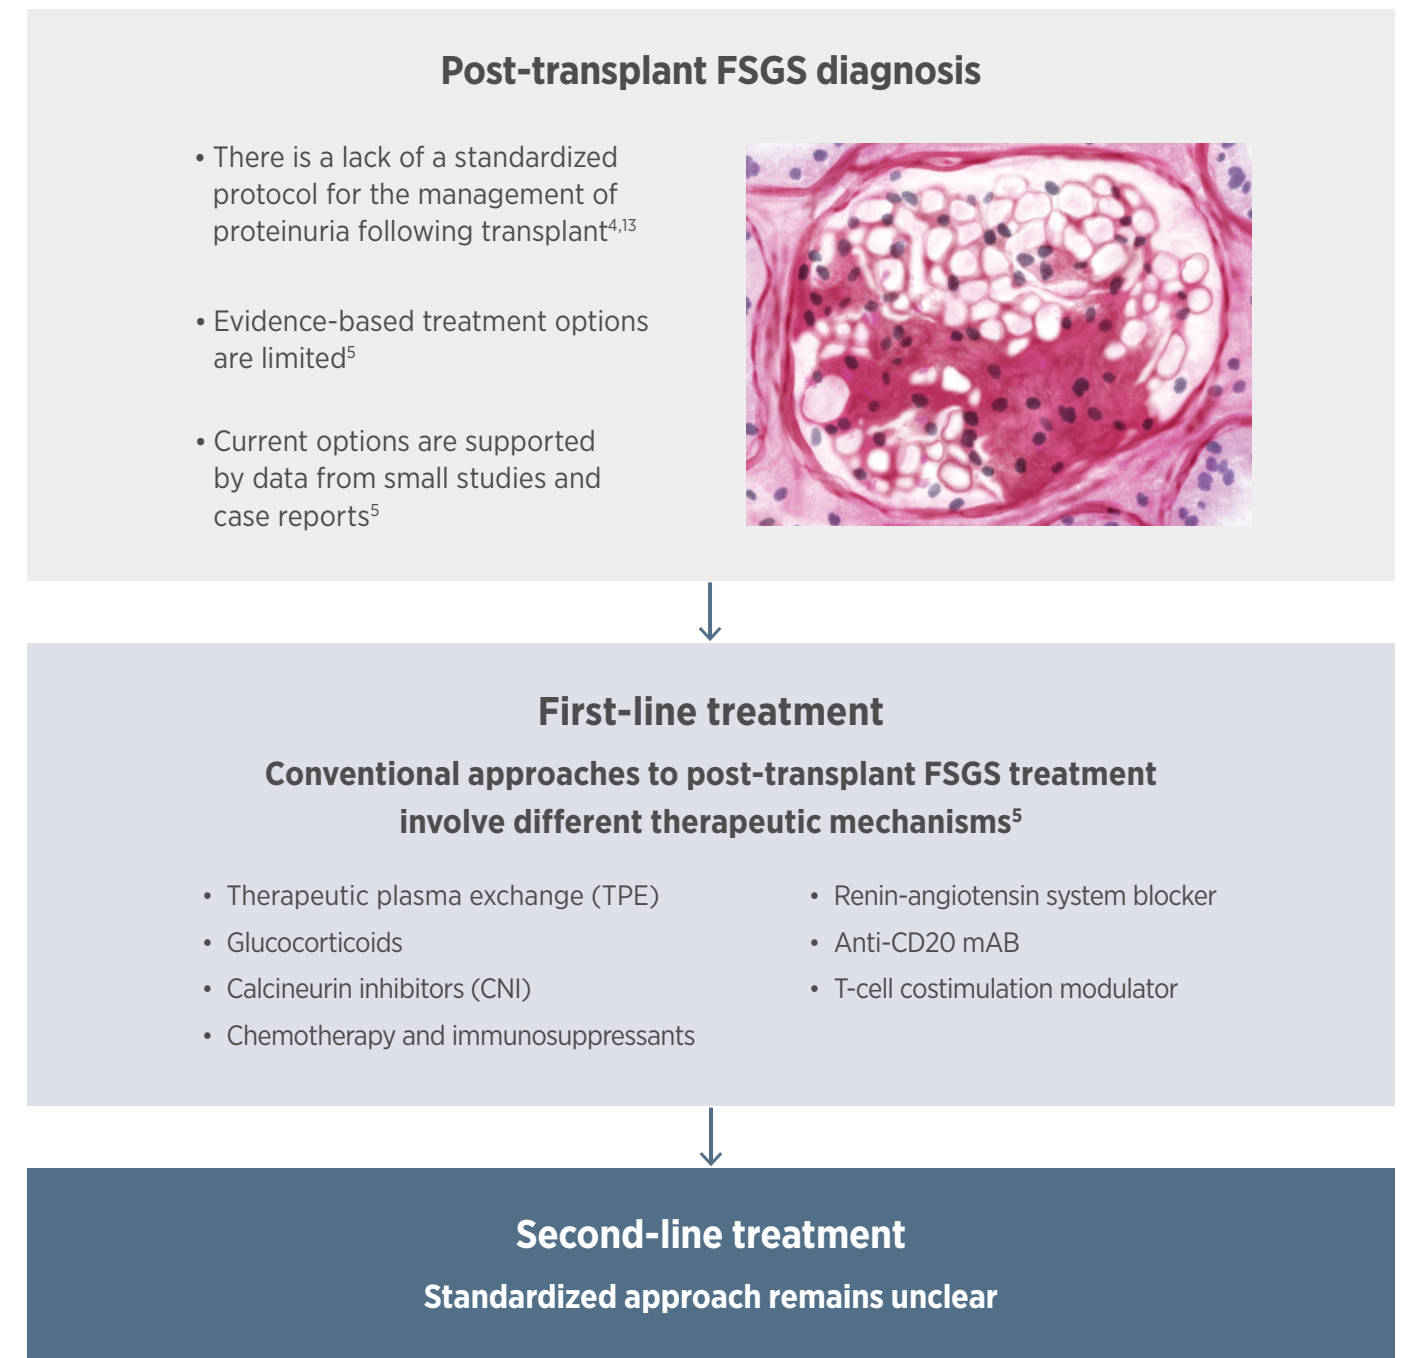 Post-transplant FSGS diagnosis
• There is a lack of a standardized
protocol for the management of
proteinuria following transplant⁴,¹³
• Evidence-based treatment options
are limited⁵
• Current options are supported
by data from small studies and
case reports⁵
First-line treatment
Conventional approaches to post-transplant FSGS treatment
involve different therapeutic mechanisms⁵
• Therapeutic plasma exchange (TPE)
• Glucocorticoids
• Calcineurin inhibitors (CNI)
• Chemotherapy and immunosuppressants
• Renin-angiotensin system blocker
• Anti-CD20 mAB
• T-cell costimulation modulator
Second-line treatment
Standardized approach remains unclear